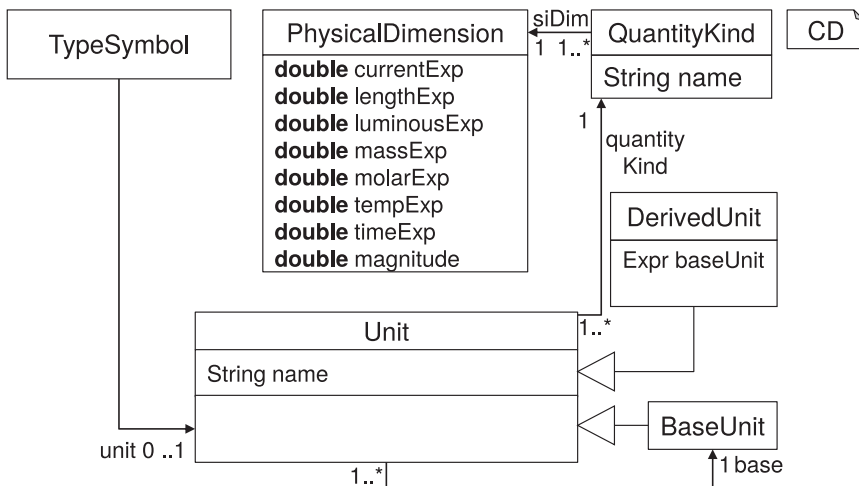 TypeSymbol
PhysicalDimension
double currentExp
double lengthExp
double luminousExp
double massExp
double molarExp
double tempExp
double timeExp
double magnitude
siDim
1 1..*
QuantityKind
String name
CD
1
quantity
Kind
DerivedUnit
Expr baseUnit
1..*
Unit
String name
unit 0 ..1
BaseUnit
1..*
1 base